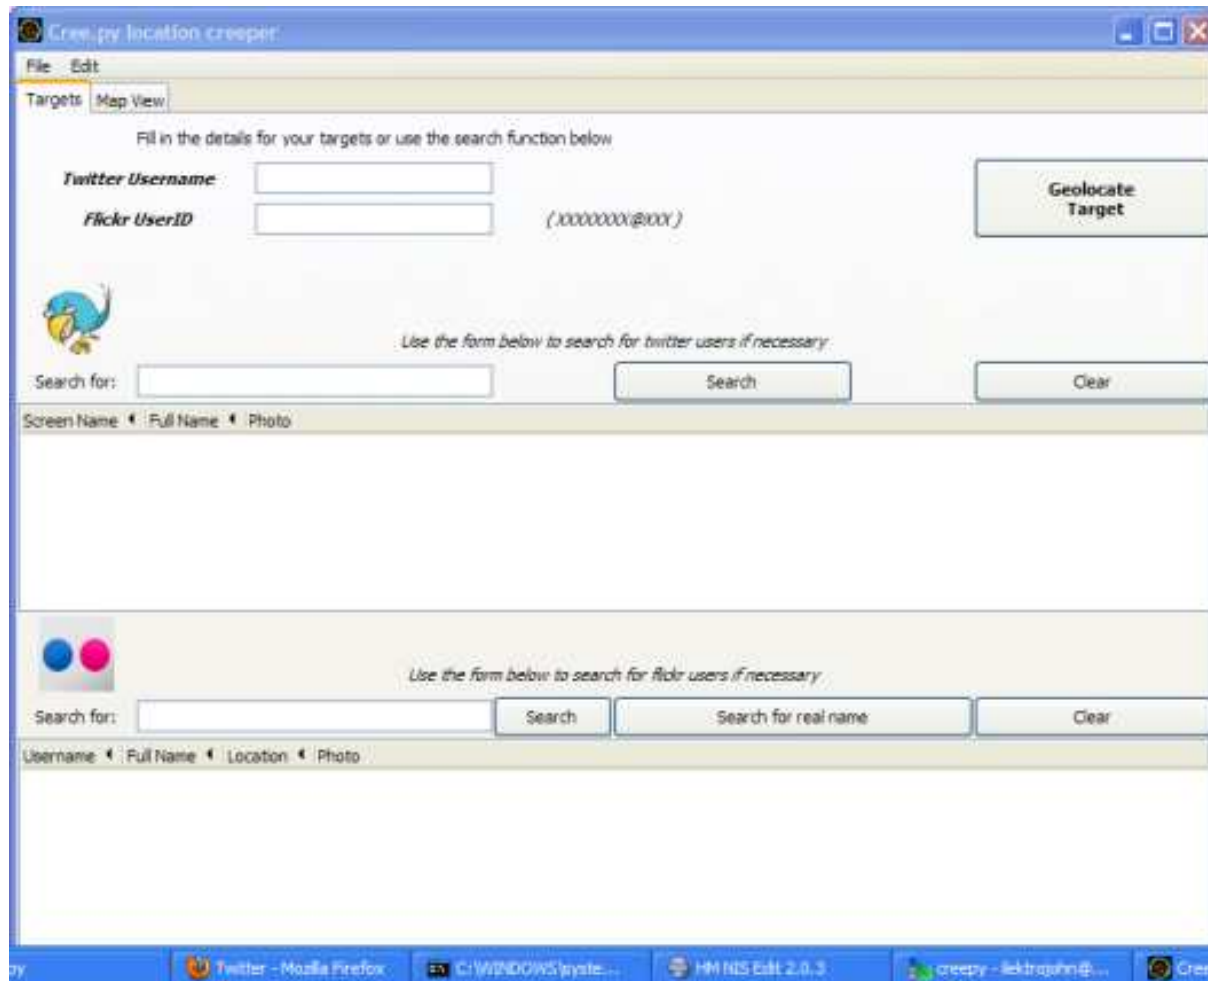 Cree.py location creeper
File Edit
Targets Map View
Fill in the details for your targets or use the search function below
Twitter Username
Geolocate Target
Flickr UserID
Use the form below to search for twitter users if necessary
Search for: Search Clear
Screen Name Full Name Photo
Use the form below to search for flickr users if necessary
Search for: Search Search for real name Clear
Username Full Name Location Photo
py Twitter - Mozilla Firefox C:\WINDOWS\syste... HM NIS Edit 2.0.3 creepy - ilektrojohn@... Cree